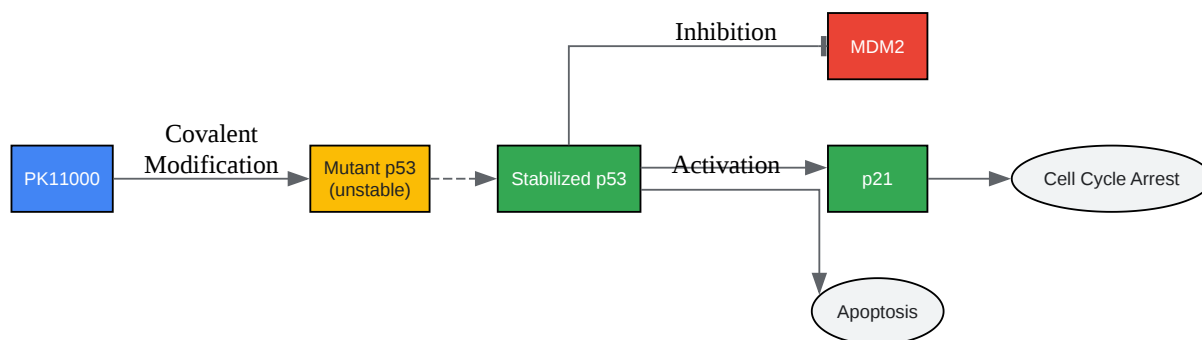 Inhibition
MDM2
Covalent
Modification
PK11000
Mutant p53
(unstable)
Stabilized p53
Activation
p21
Cell Cycle Arrest
Apoptosis